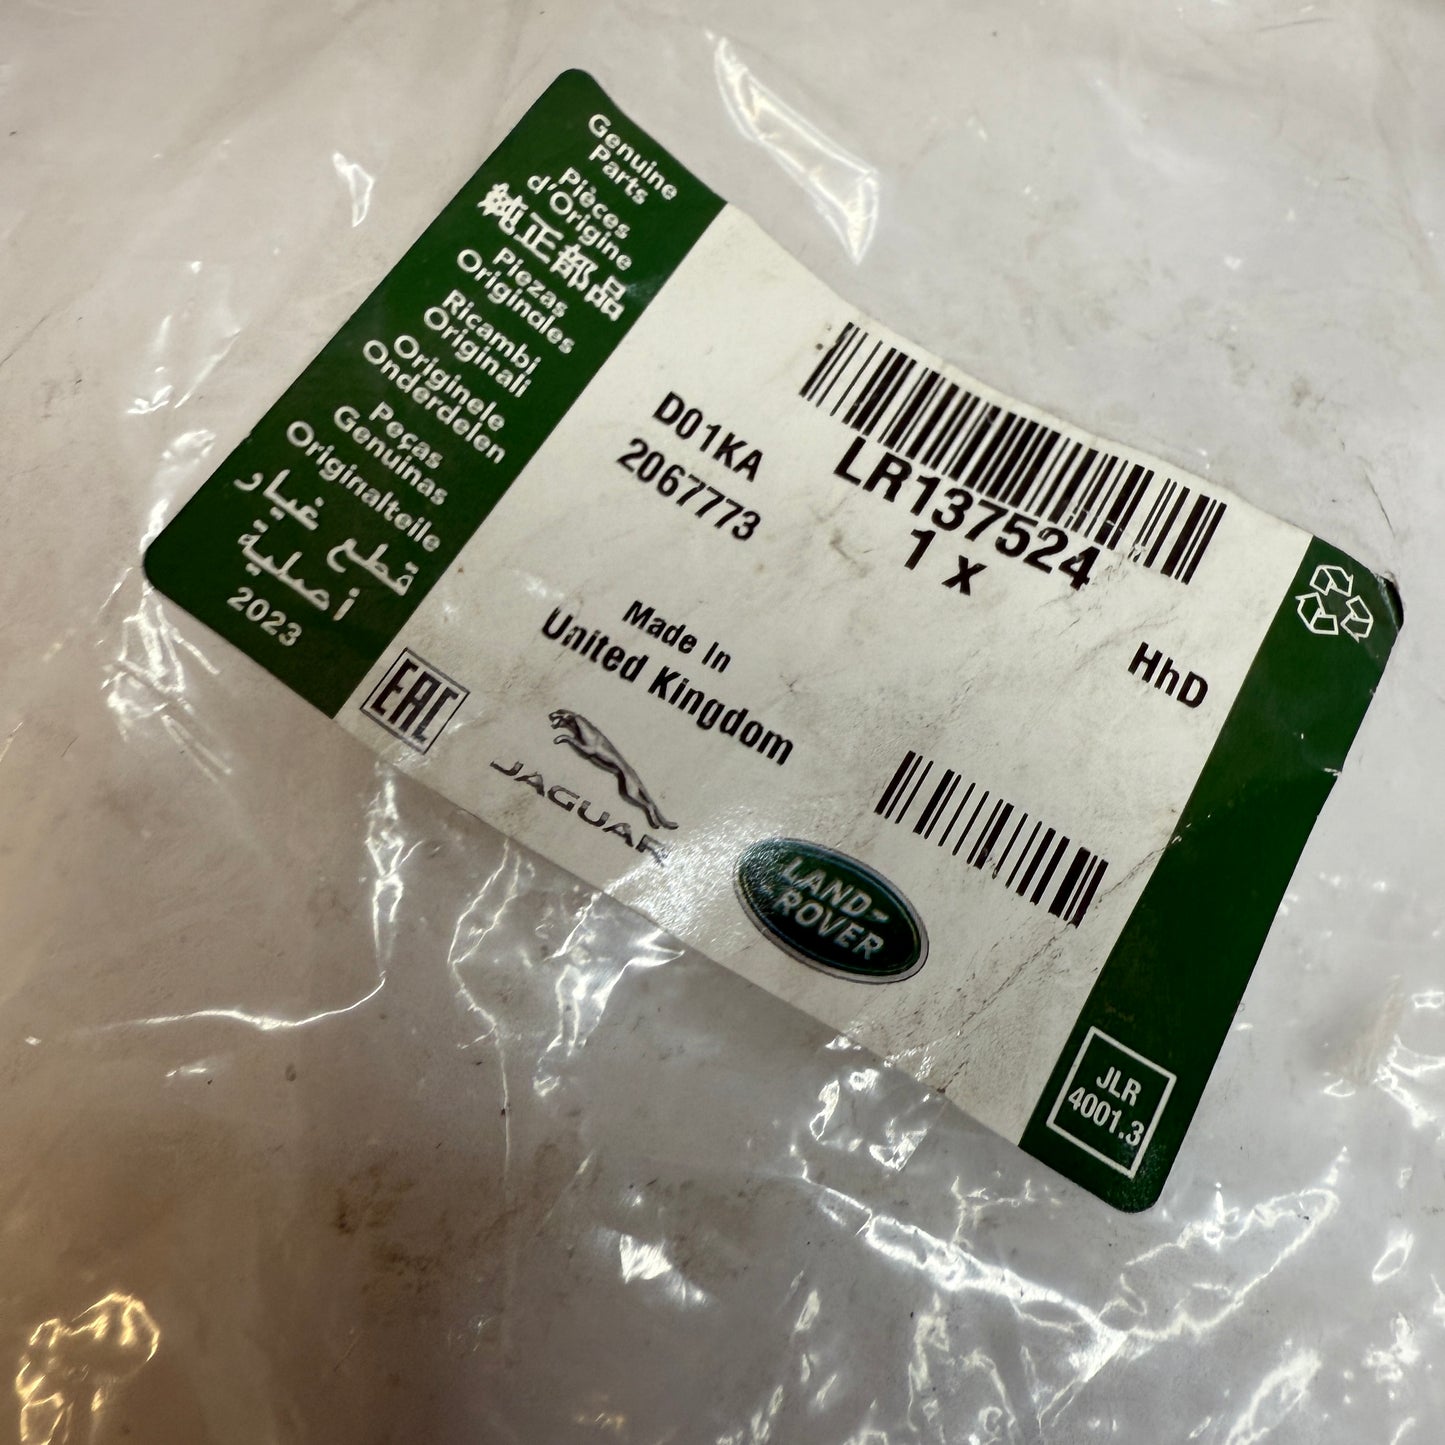 Genuine
Parts
Pièces
d'Origine
純正部品
Piezas
Originales
Ricambi
Originali
Originele
Onderdelen
Peças
Genuinas
Originalteile
قطع غيار
أصلية
2023
D01KA
2067773
LR137524
1 x
Made In
United Kingdom
HhD
EAC
JAGUAR
LAND-
-ROVER
JLR
4001.3